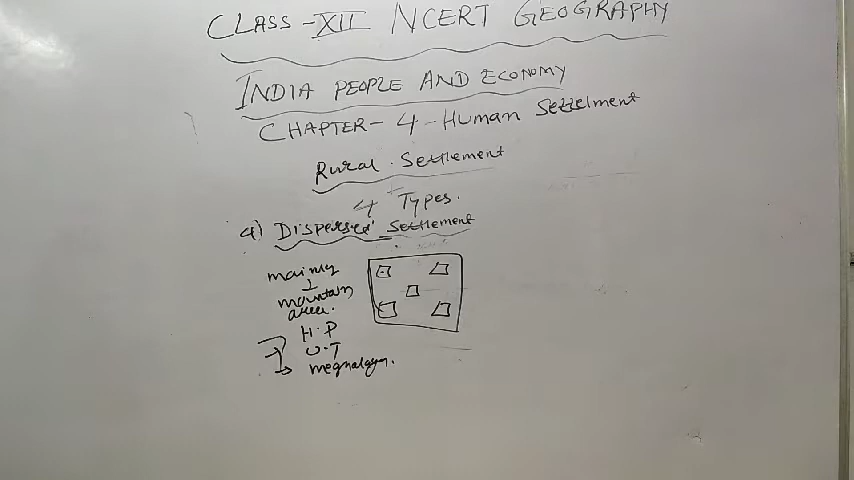 CLASS -XII NCERT GEOGRAPHY
INDIA PEOPLE AND ECONOMY
CHAPTER- 4 - HUMAN Settelment
Rural Settlement
4 Types.
4) Dispersed Settlement
mainly
mountain
area.
H.P
U.T
meghalaya.